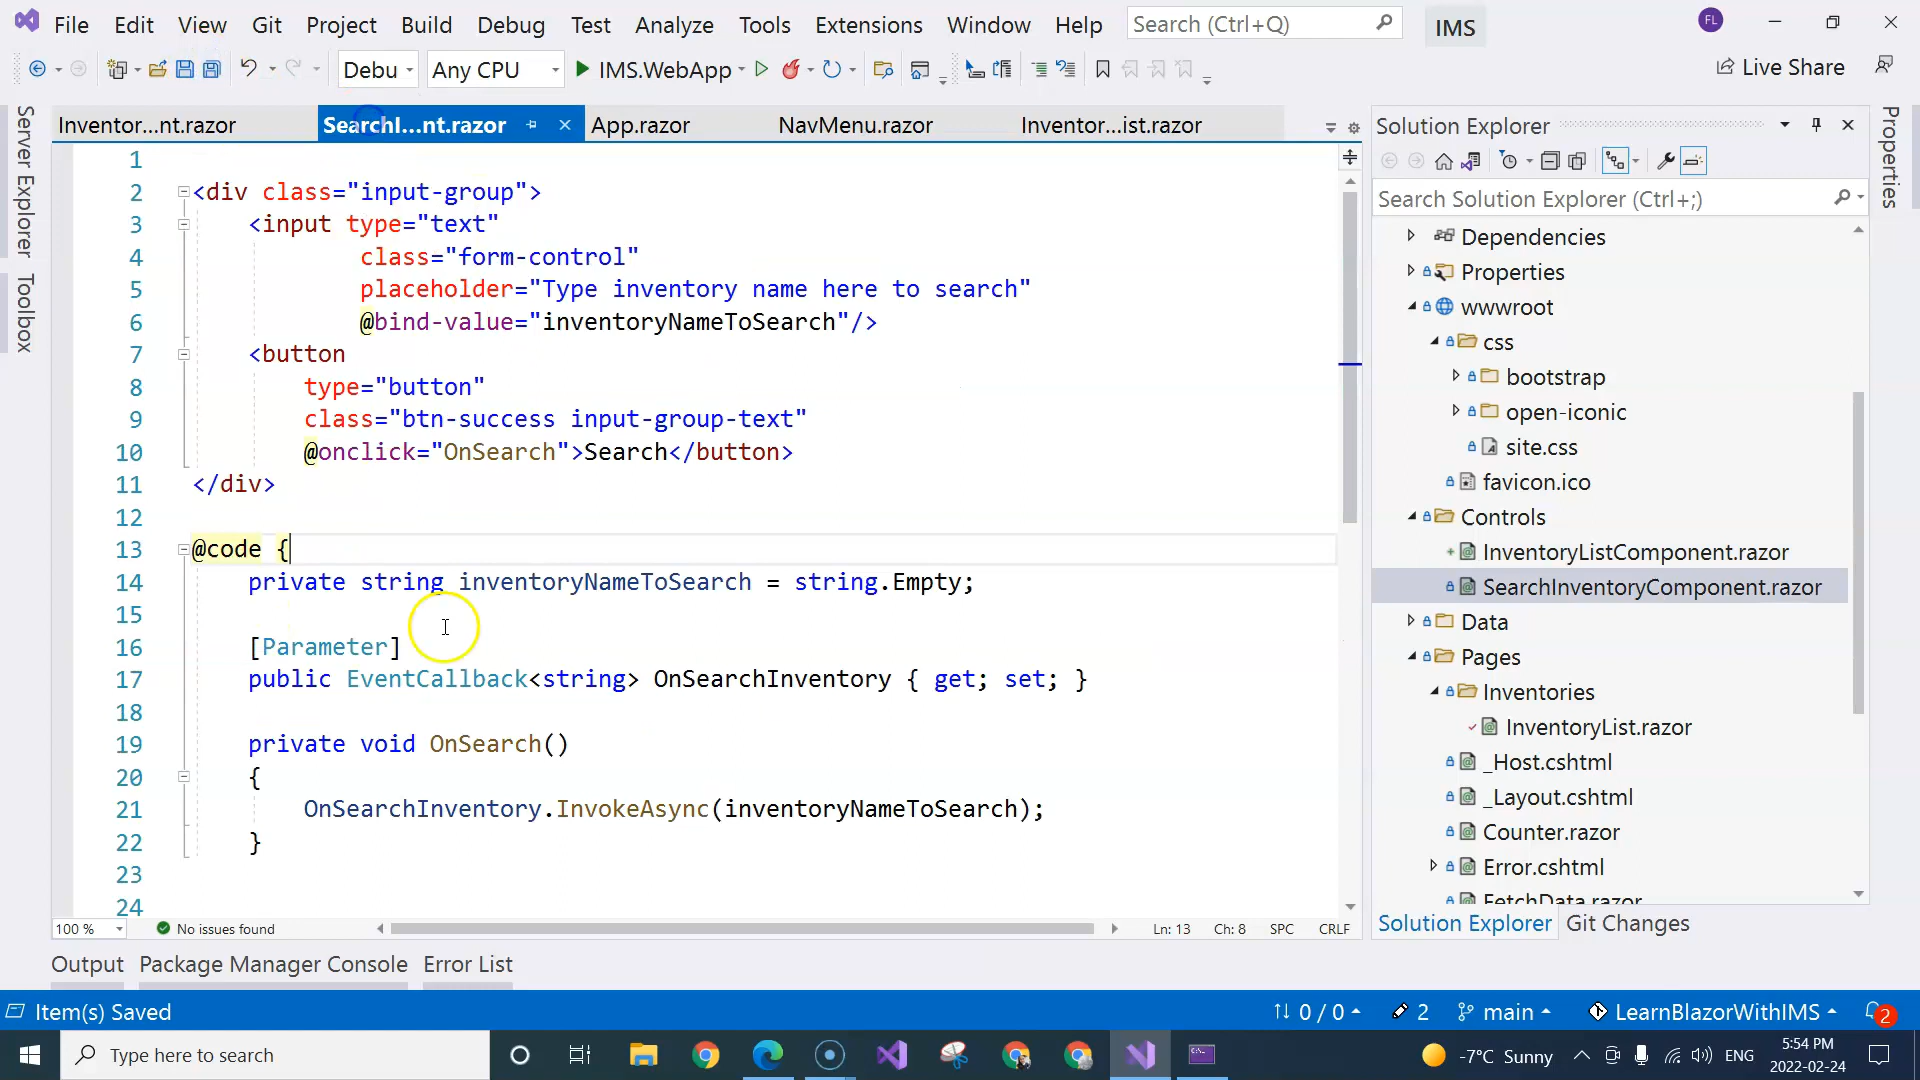 File Edit View Git Project Build Debug Test Analyze Tools Extensions Window Help Search (Ctrl+Q) IMS FL
Debu Any CPU IMS.WebApp Live Share
Server Explorer
Toolbox
Inventor...nt.razor SearchI...nt.razor App.razor NavMenu.razor Inventor...ist.razor
1
2 <div class="input-group">
3 <input type="text"
4 class="form-control"
5 placeholder="Type inventory name here to search"
6 @bind-value="inventoryNameToSearch"/>
7 <button
8 type="button"
9 class="btn-success input-group-text"
10 @onclick="OnSearch">Search</button>
11 </div>
12
13 @code {
14 private string inventoryNameToSearch = string.Empty;
15
16 [Parameter]
17 public EventCallback<string> OnSearchInventory { get; set; }
18
19 private void OnSearch()
20 {
21 OnSearchInventory.InvokeAsync(inventoryNameToSearch);
22 }
23
24
100 % No issues found Ln: 13 Ch: 8 SPC CRLF
Solution Explorer
Search Solution Explorer (Ctrl+;)
Dependencies
Properties
wwwroot
css
bootstrap
open-iconic
site.css
favicon.ico
Controls
InventoryListComponent.razor
SearchInventoryComponent.razor
Data
Pages
Inventories
InventoryList.razor
_Host.cshtml
_Layout.cshtml
Counter.razor
Error.cshtml
FetchData.razor
Solution Explorer Git Changes
Properties
Output Package Manager Console Error List
Item(s) Saved 0 / 0 2 main LearnBlazorWithIMS 2
Type here to search -7°C Sunny ENG 5:54 PM
2022-02-24